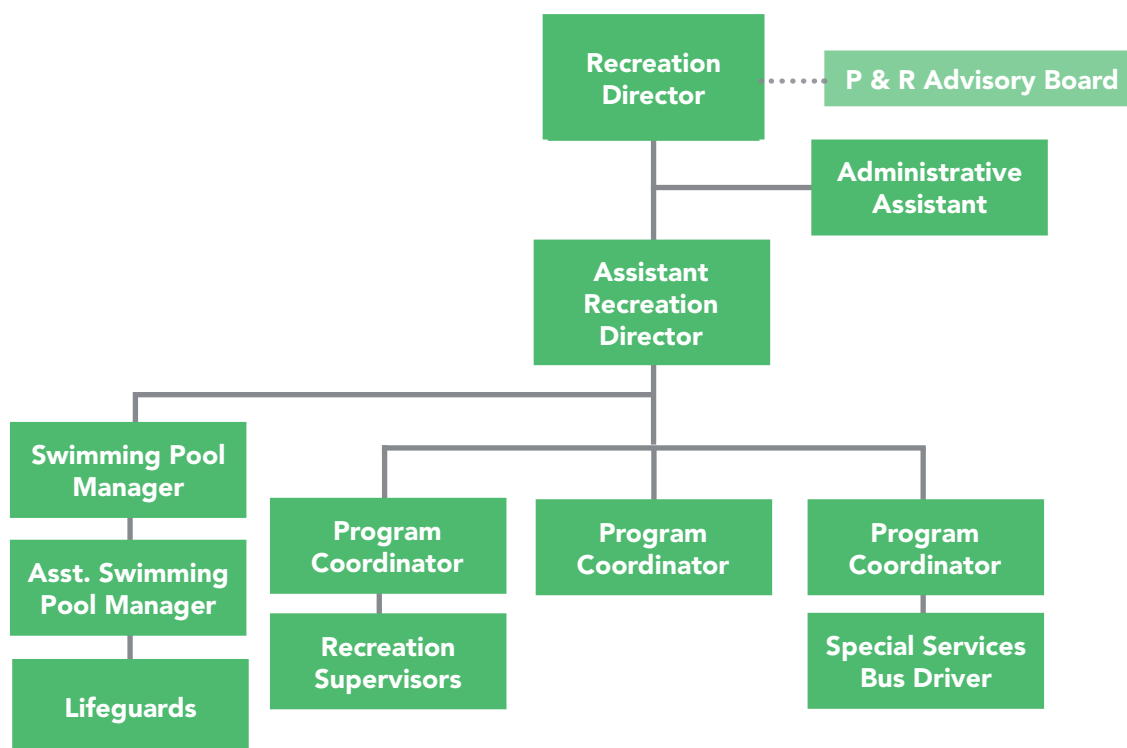 Recreation
Director
P & R Advisory Board
Administrative
Assistant
Assistant
Recreation
Director
Swimming Pool
Manager
Program
Coordinator
Program
Coordinator
Program
Coordinator
Asst. Swimming
Pool Manager
Recreation
Supervisors
Special Services
Bus Driver
Lifeguards